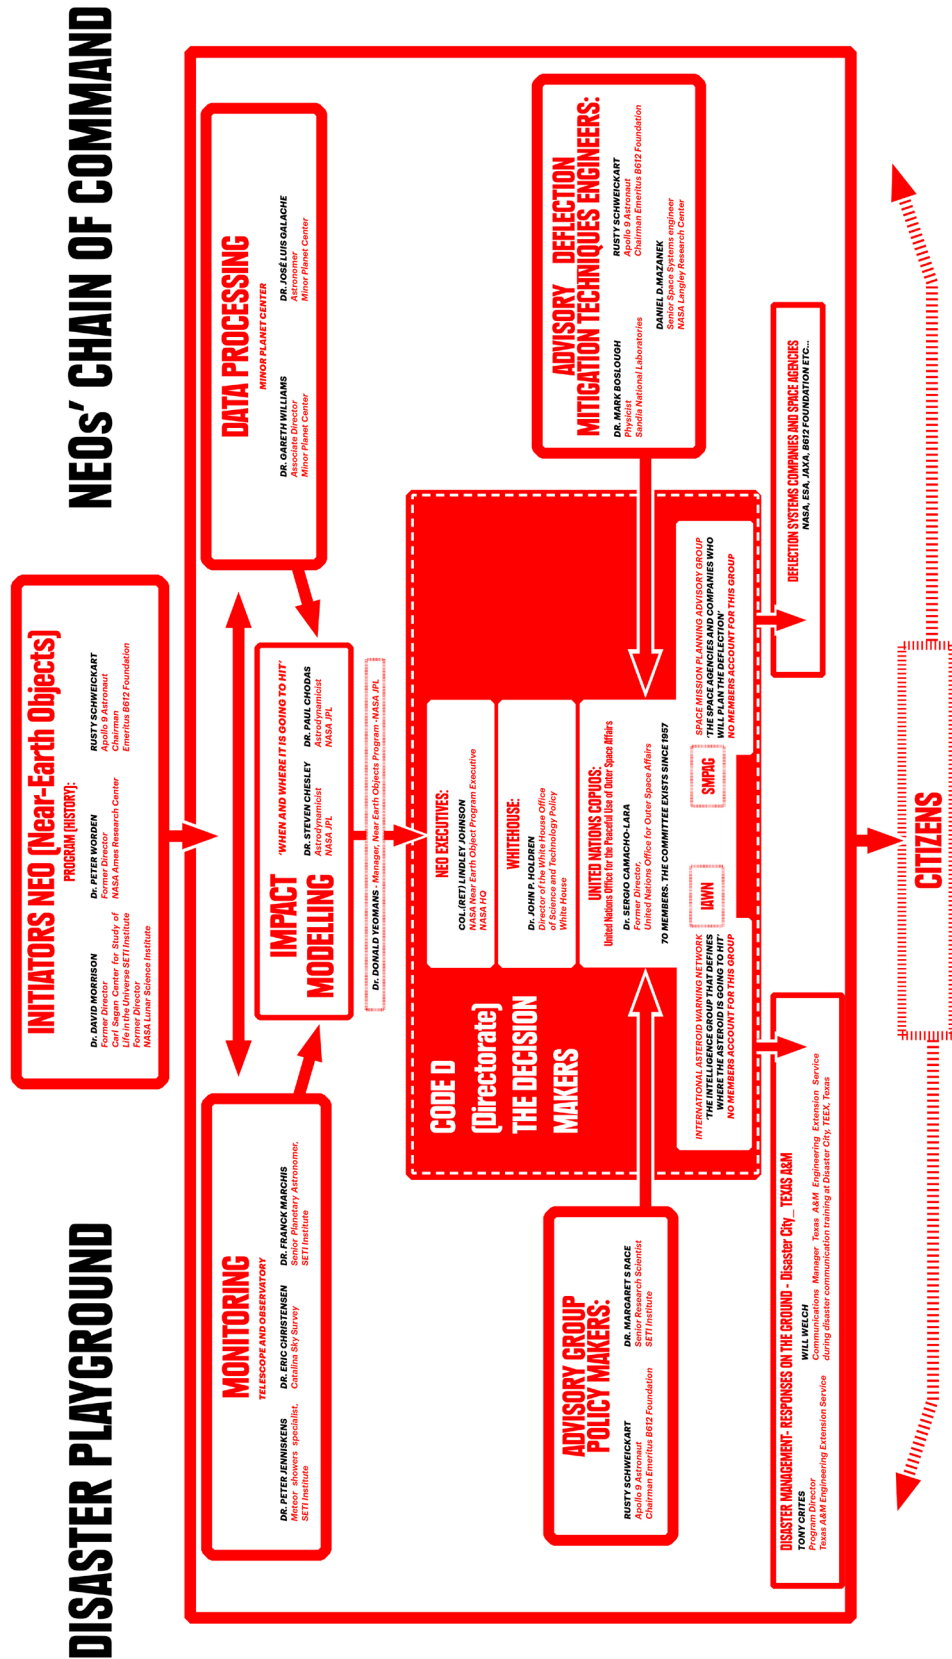 DISASTER PLAYGROUND
NEOs' CHAIN OF COMMAND
INITIATORS NEO (Near-Earth Objects)
PROGRAM (HISTORY):
Dr. DAVID MORRISON
Former Director
Carl Sagan Center for Study of
Life in the Universe SETI Institute
Former Director
NASA Lunar Science Institute
Dr. PETER WORDEN
Former Director
NASA Ames Research Center
RUSTY SCHWEICKART
Apollo 9 Astronaut
Chairman
Emeritus B612 Foundation
MONITORING
TELESCOPE AND OBSERVATORY
DR. PETER JENNISKENS
Meteor showers specialist,
SETI Institute
DR. ERIC CHRISTENSEN
Catalina Sky Survey
DR. FRANCK MARCHIS
Senior Planetary Astronomer,
SETI Institute
IMPACT
MODELLING
'WHEN AND WHERE IT IS GOING TO HIT'
DR. STEVEN CHESLEY
Astrodynamicist
NASA JPL
DR. PAUL CHODAS
Astrodynamicist
NASA JPL
Dr. DONALD YEOMANS - Manager, Near Earth Objects Program -NASA JPL
DATA PROCESSING
MINOR PLANET CENTER
DR. GARETH WILLIAMS
Associate Director
Minor Planet Center
DR. JOSÉ LUIS GALACHE
Astronomer
Minor Planet Center
CODE D
(Directorate)
THE DECISION
MAKERS
NEO EXECUTIVES:
COL.(RET) LINDLEY JOHNSON
NASA Near Earth Object Program Executive
NASA HQ
WHITEHOUSE:
Dr. JOHN P. HOLDREN
Director of the White House Office
of Science and Technology Policy
White House
UNITED NATIONS COPUOS:
United Nations Office for the Peaceful Use of Outer Space Affairs
Dr. SERGIO CAMACHO-LARA
Former Director,
United Nations Office for Outer Space Affairs
70 MEMBERS. THE COMMITTEE EXISTS SINCE 1957
INTERNATIONAL ASTEROID WARNING NETWORK
'THE INTELLIGENCE GROUP THAT DEFINES
WHERE THE ASTEROID IS GOING TO HIT'
NO MEMBERS ACCOUNT FOR THIS GROUP
IAWN
SMPAG
SPACE MISSION PLANNING ADVISORY GROUP
'THE SPACE AGENCIES AND COMPANIES WHO
WILL PLAN THE DEFLECTION'
NO MEMBERS ACCOUNT FOR THIS GROUP
ADVISORY GROUP
POLICY MAKERS:
RUSTY SCHWEICKART
Apollo 9 Astronaut
Chairman Emeritus B612 Foundation
DR. MARGARET S RACE
Senior Research Scientist
SETI Institute
ADVISORY _ DEFLECTION
MITIGATION TECHNIQUES ENGINEERS:
DR. MARK BOSLOUGH
Physicist
Sandia National Laboratories
RUSTY SCHWEICKART
Apollo 9 Astronaut
Chairman Emeritus B612 Foundation
DANIEL D.MAZANEK
Senior Space Systems engineer
NASA Langley Research Center
DISASTER MANAGEMENT- RESPONSES ON THE GROUND - Disaster City_ TEXAS A&M
TONY CRITES
Program Director
Texas A&M Engineering Extension Service
WILL WELCH
Communications Manager Texas A&M Engineering Extension Service
during disaster communication training at Disaster City, TEEX, Texas
DEFLECTION SYSTEMS COMPANIES AND SPACE AGENCIES
NASA, ESA, JAXA, B612 FOUNDATION ETC...
CITIZENS